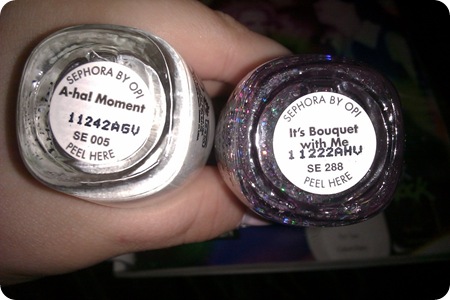 SEPHORA BY OPI
A-ha! Moment
11242AGV
SE 005
PEEL HERE
SEPHORA BY OPI
It's Bouquet
with Me
11222AHV
SE 288
PEEL HERE